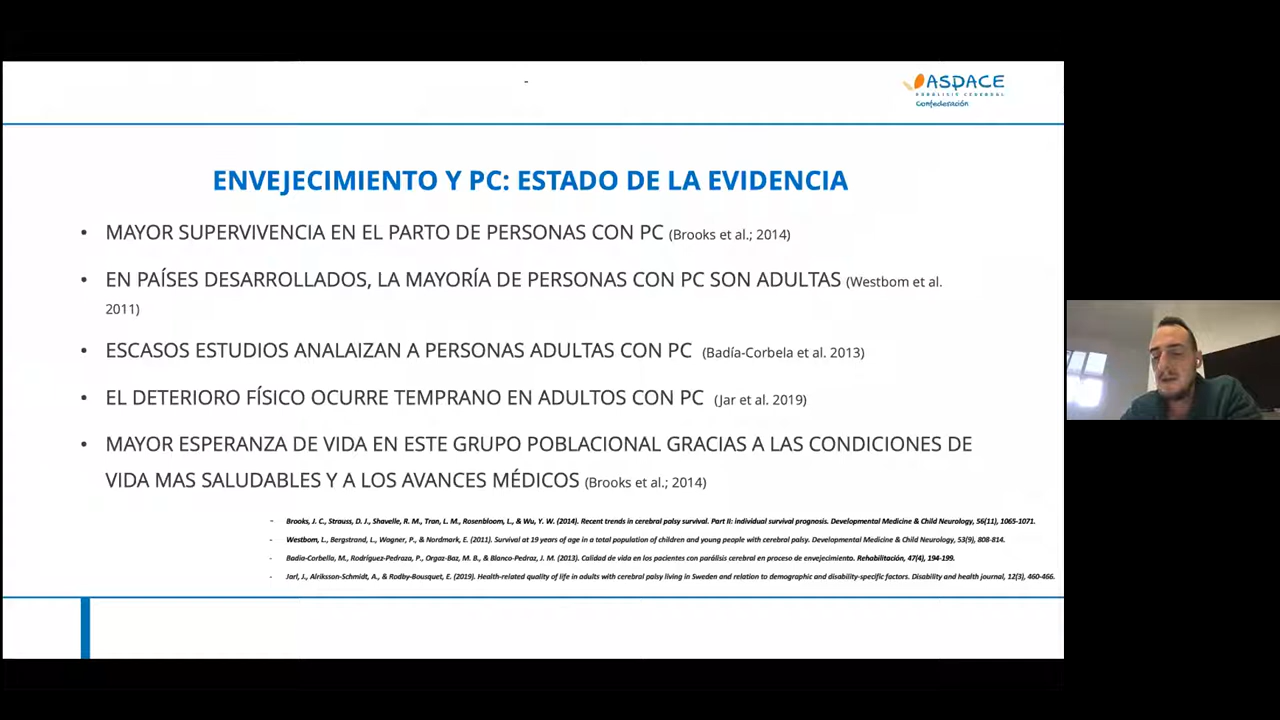 -
ASPACE
PARÁLISIS CEREBRAL
Confederación
ENVEJECIMIENTO Y PC: ESTADO DE LA EVIDENCIA
• MAYOR SUPERVIVENCIA EN EL PARTO DE PERSONAS CON PC (Brooks et al.; 2014)
• EN PAÍSES DESARROLLADOS, LA MAYORÍA DE PERSONAS CON PC SON ADULTAS (Westbom et al.
2011)
• ESCASOS ESTUDIOS ANALAIZAN A PERSONAS ADULTAS CON PC (Badía-Corbela et al. 2013)
• EL DETERIORO FÍSICO OCURRE TEMPRANO EN ADULTOS CON PC (Jar et al. 2019)
• MAYOR ESPERANZA DE VIDA EN ESTE GRUPO POBLACIONAL GRACIAS A LAS CONDICIONES DE
VIDA MAS SALUDABLES Y A LOS AVANCES MÉDICOS (Brooks et al.; 2014)
- Brooks, J. C., Strauss, D. J., Shavelle, R. M., Tran, L. M., Rosenbloom, L., & Wu, Y. W. (2014). Recent trends in cerebral palsy survival. Part II: individual survival prognosis. Developmental Medicine & Child Neurology, 56(11), 1065-1071.
- Westbom, L., Bergstrand, L., Wagner, P., & Nordmark, E. (2011). Survival at 19 years of age in a total population of children and young people with cerebral palsy. Developmental Medicine & Child Neurology, 53(9), 808-814.
- Badia-Corbella, M., Rodríguez-Pedraza, P., Orgaz-Baz, M. B., & Blanco-Pedraz, J. M. (2013). Calidad de vida en los pacientes con parálisis cerebral en proceso de envejecimiento. Rehabilitación, 47(4), 194-199.
- Jarl, J., Alriksson-Schmidt, A., & Rodby-Bousquet, E. (2019). Health-related quality of life in adults with cerebral palsy living in Sweden and relation to demographic and disability-specific factors. Disability and health journal, 12(3), 460-466.